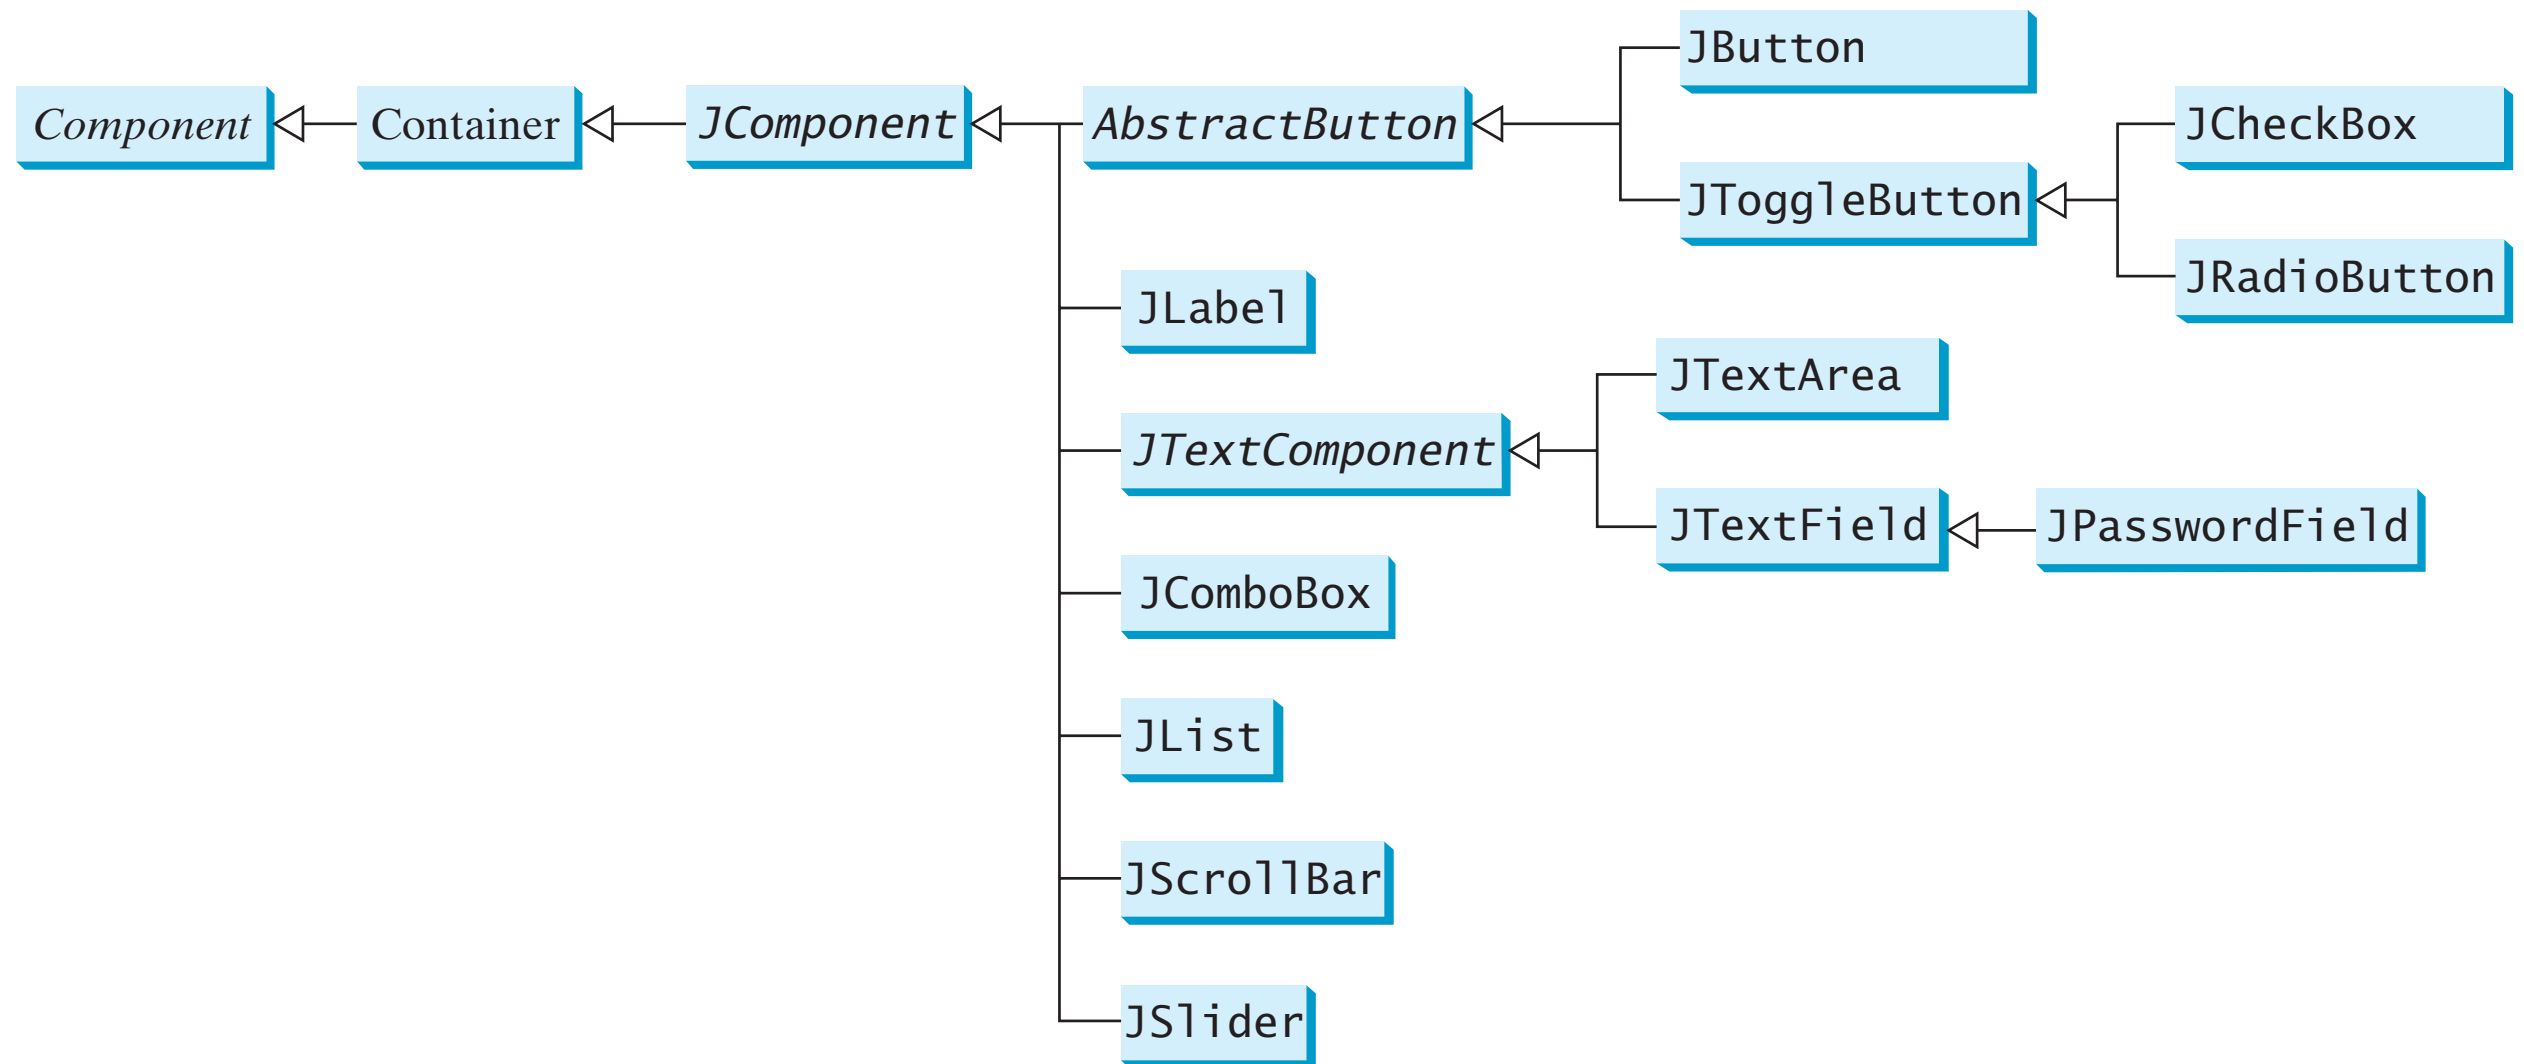 Component
Container
JComponent
AbstractButton
JButton
JToggleButton
JCheckBox
JRadioButton
JLabel
JTextComponent
JTextArea
JTextField
JPasswordField
JComboBox
JList
JScrollBar
JSlider